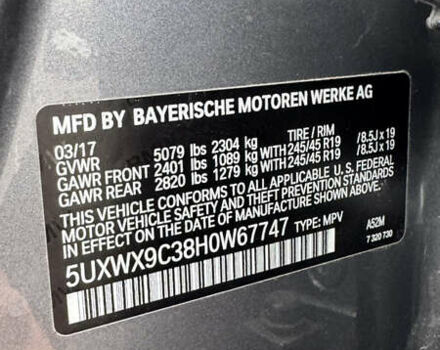 MFD BY BAYERISCHE MOTOREN WERKE AG
03/17 TIRE / RIM
GVWR 5079 lbs 2304 kg
GAWR FRONT 2401 lbs 1089 kg WITH 245/45 R19 / 8.5J x 19
GAWR REAR 2820 lbs 1279 kg WITH 245/45 R19 / 8.5J x 19
THIS VEHICLE CONFORMS TO ALL APPLICABLE U. S. FEDERAL
MOTOR VEHICLE SAFETY AND THEFT PREVENTION STANDARDS
IN EFFECT ON THE DATE OF MANUFACTURE SHOWN ABOVE.
5UXWX9C38H0W67747 TYPE: MPV A52M
7 320 730